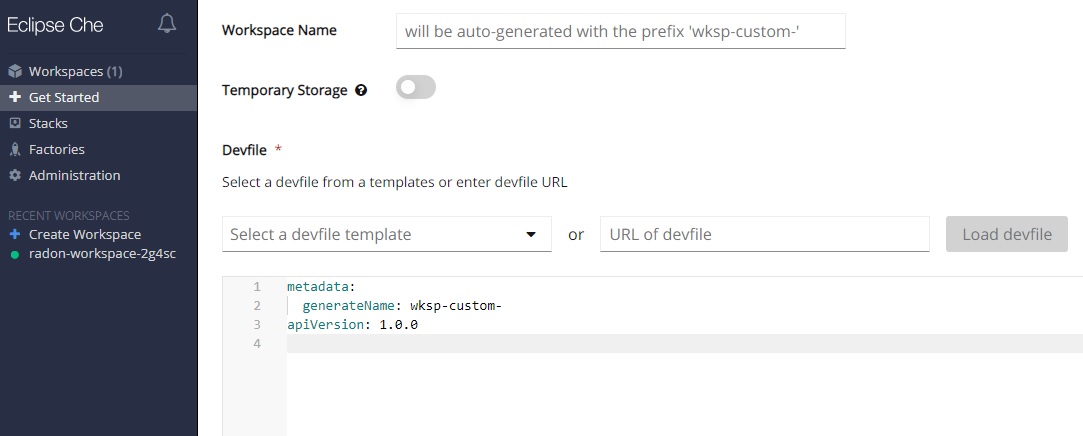 Eclipse Che
Workspaces (1)
Get Started
Stacks
Factories
Administration
RECENT WORKSPACES
Create Workspace
radon-workspace-2g4sc
Workspace Name
will be auto-generated with the prefix 'wksp-custom-'
Temporary Storage
Devfile *
Select a devfile from a templates or enter devfile URL
Select a devfile template or URL of devfile Load devfile
1 metadata:
2 generateName: wksp-custom-
3 apiVersion: 1.0.0
4